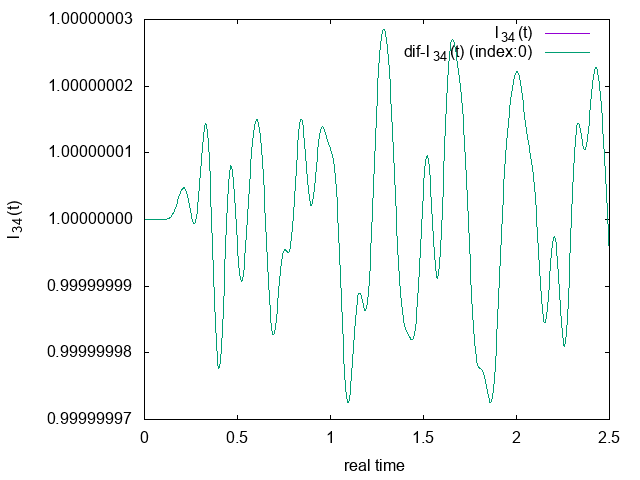 1.00000003
1.00000002
1.00000001
1.00000000
0.99999999
0.99999998
0.99999997
I34(t)
I34(t)
dif-I34(t) (index:0)
0 0.5 1 1.5 2 2.5
real time